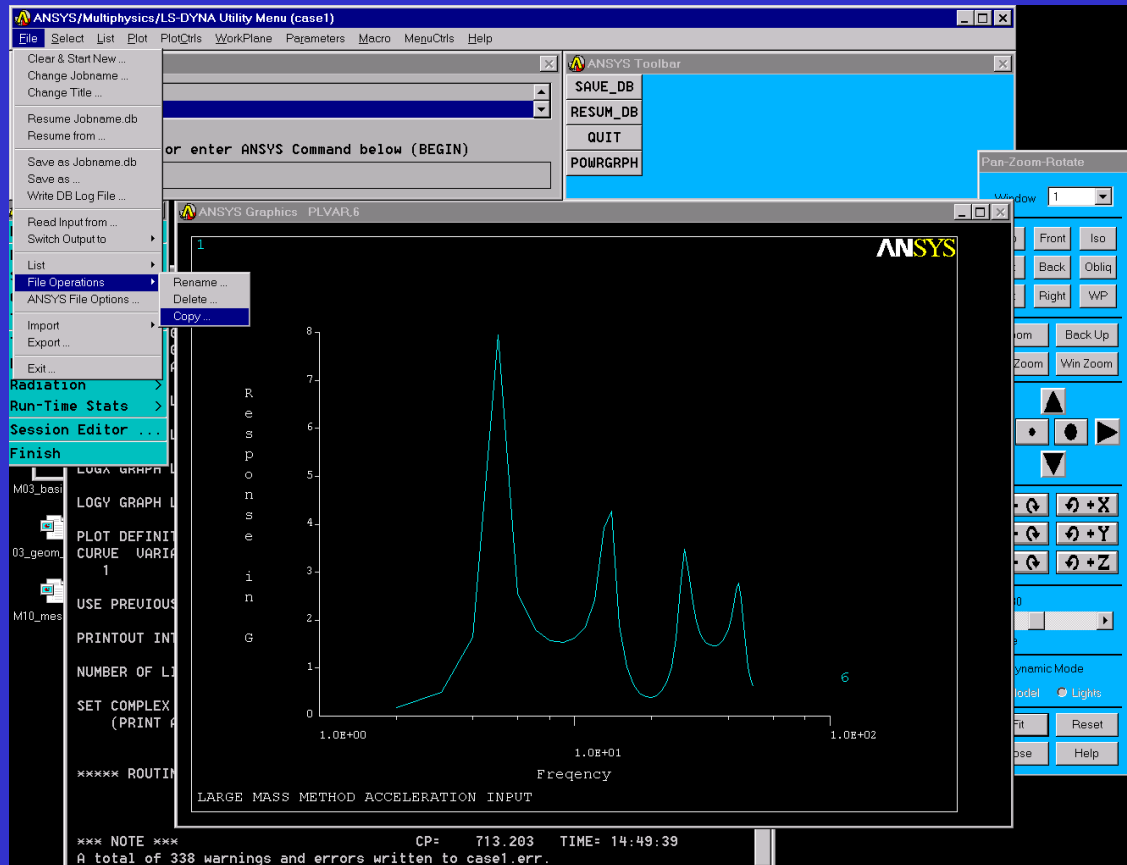 ANSYS/Multiphysics/LS-DYNA Utility Menu (case1)
File Select List Plot PlotCtrls WorkPlane Parameters Macro MenuCtrls Help
Clear & Start New ...
Change Jobname ...
Change Title ...
Resume Jobname.db
Resume from ...
Save as Jobname.db
Save as ...
Write DB Log File ...
Read Input from ...
Switch Output to
List
File Operations
ANSYS File Options ...
Import
Export ...
Exit ...
Rename ...
Delete ...
Copy ...
or enter ANSYS Command below (BEGIN)
ANSYS Toolbar
SAVE_DB
RESUM_DB
QUIT
POWRGRPH
Pan-Zoom-Rotate
Window 1
Front Iso
Back Obliq
Right WP
Back Up
Zoom Win Zoom
+X
+Y
+Z
Lights
Fit Reset
Help
Radiation >
Run-Time Stats >
Session Editor ...
Finish
M03_basi
03_geom_
M10_mes
LOGX GRAPH L
LOGY GRAPH L
PLOT DEFINIT
CURVE VARIA
1
USE PREVIOUS
PRINTOUT INT
NUMBER OF LI
SET COMPLEX
(PRINT A
***** ROUTIN
*** NOTE *** CP= 713.203 TIME= 14:49:39
A total of 338 warnings and errors written to case1.err.
ANSYS Graphics PLVAR,6
1
ANSYS
Response in G
8
7
6
5
4
3
2
1
0
6
1.0E+00
1.0E+01
1.0E+02
Freqency
LARGE MASS METHOD ACCELERATION INPUT